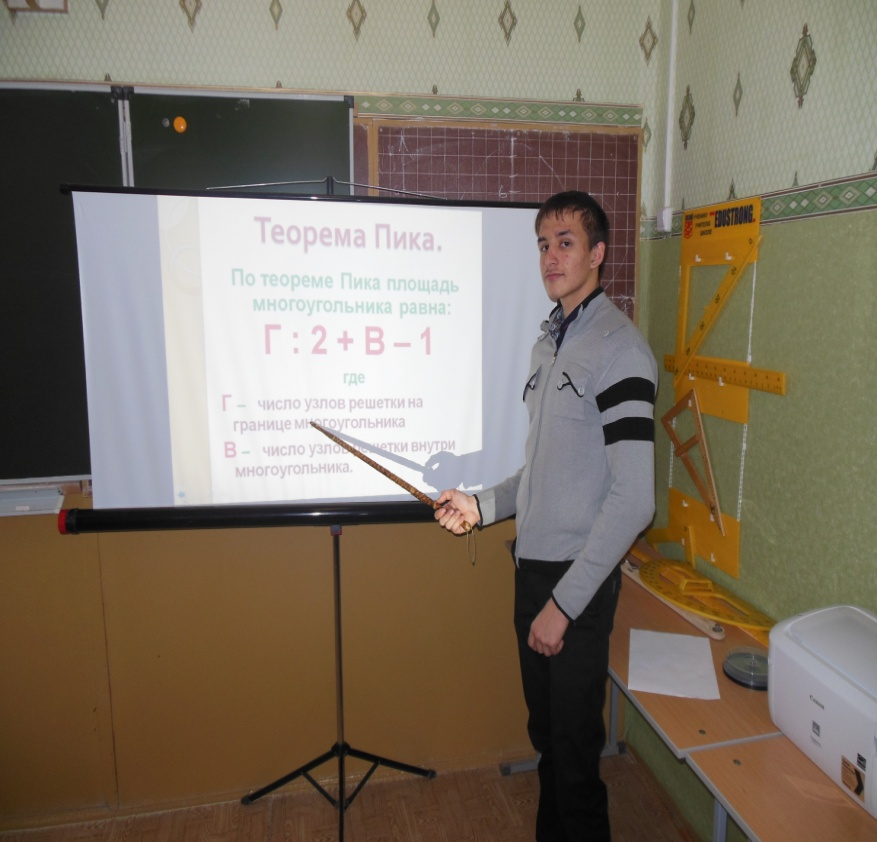 Теорема Пика.
По теореме Пика площадь
многоугольника равна:
Г : 2 + В – 1
где
Г – число узлов решетки на
границе многоугольника
В – число узлов решетки внутри
многоугольника.
EDUSTRONG.
Canon